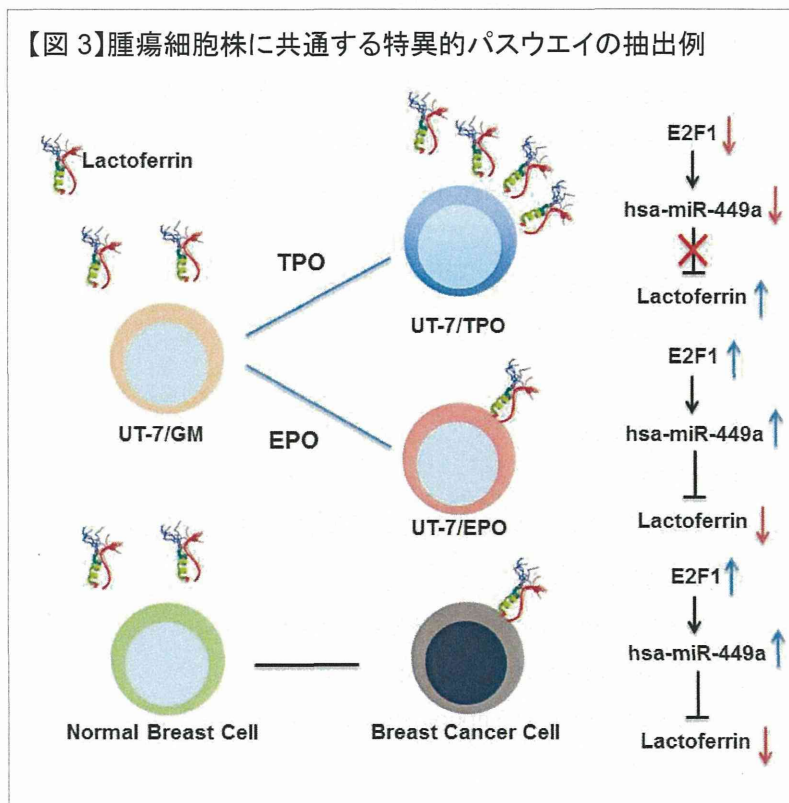 【図 3】腫瘍細胞株に共通する特異的パスウエイの抽出例
Lactoferrin
TPO
UT-7/TPO
UT-7/GM
EPO
UT-7/EPO
Normal Breast Cell
Breast Cancer Cell
E2F1
hsa-miR-449a
Lactoferrin
E2F1
hsa-miR-449a
Lactoferrin
E2F1
hsa-miR-449a
Lactoferrin